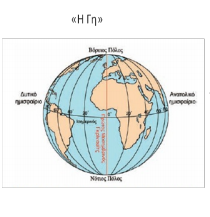 «Η Γη»
Βόρειος Πόλος
Δυτικό
ημισφαίριο
Ανατολικό
ημισφαίριο
Ισημερινός
Νότιος Πόλος